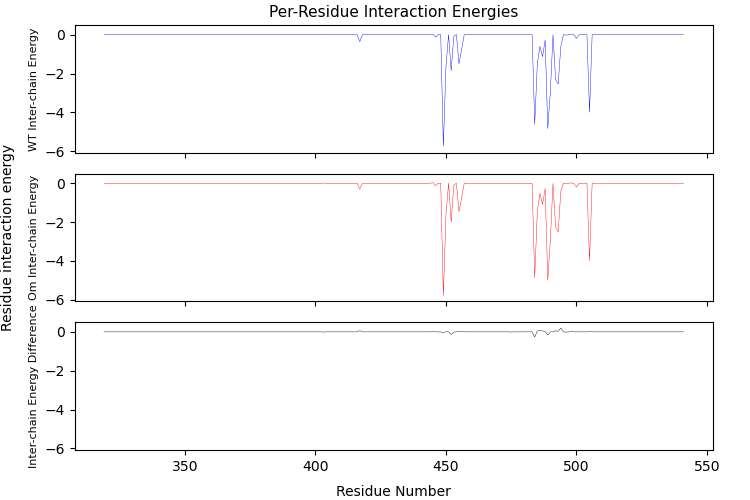 Per-Residue Interaction Energies
Residue interaction energy
WT Inter-chain Energy
0
−2
−4
−6
Om Inter-chain Energy
0
−2
−4
−6
Inter-chain Energy Difference
0
−2
−4
−6
350 400 450 500 550
Residue Number